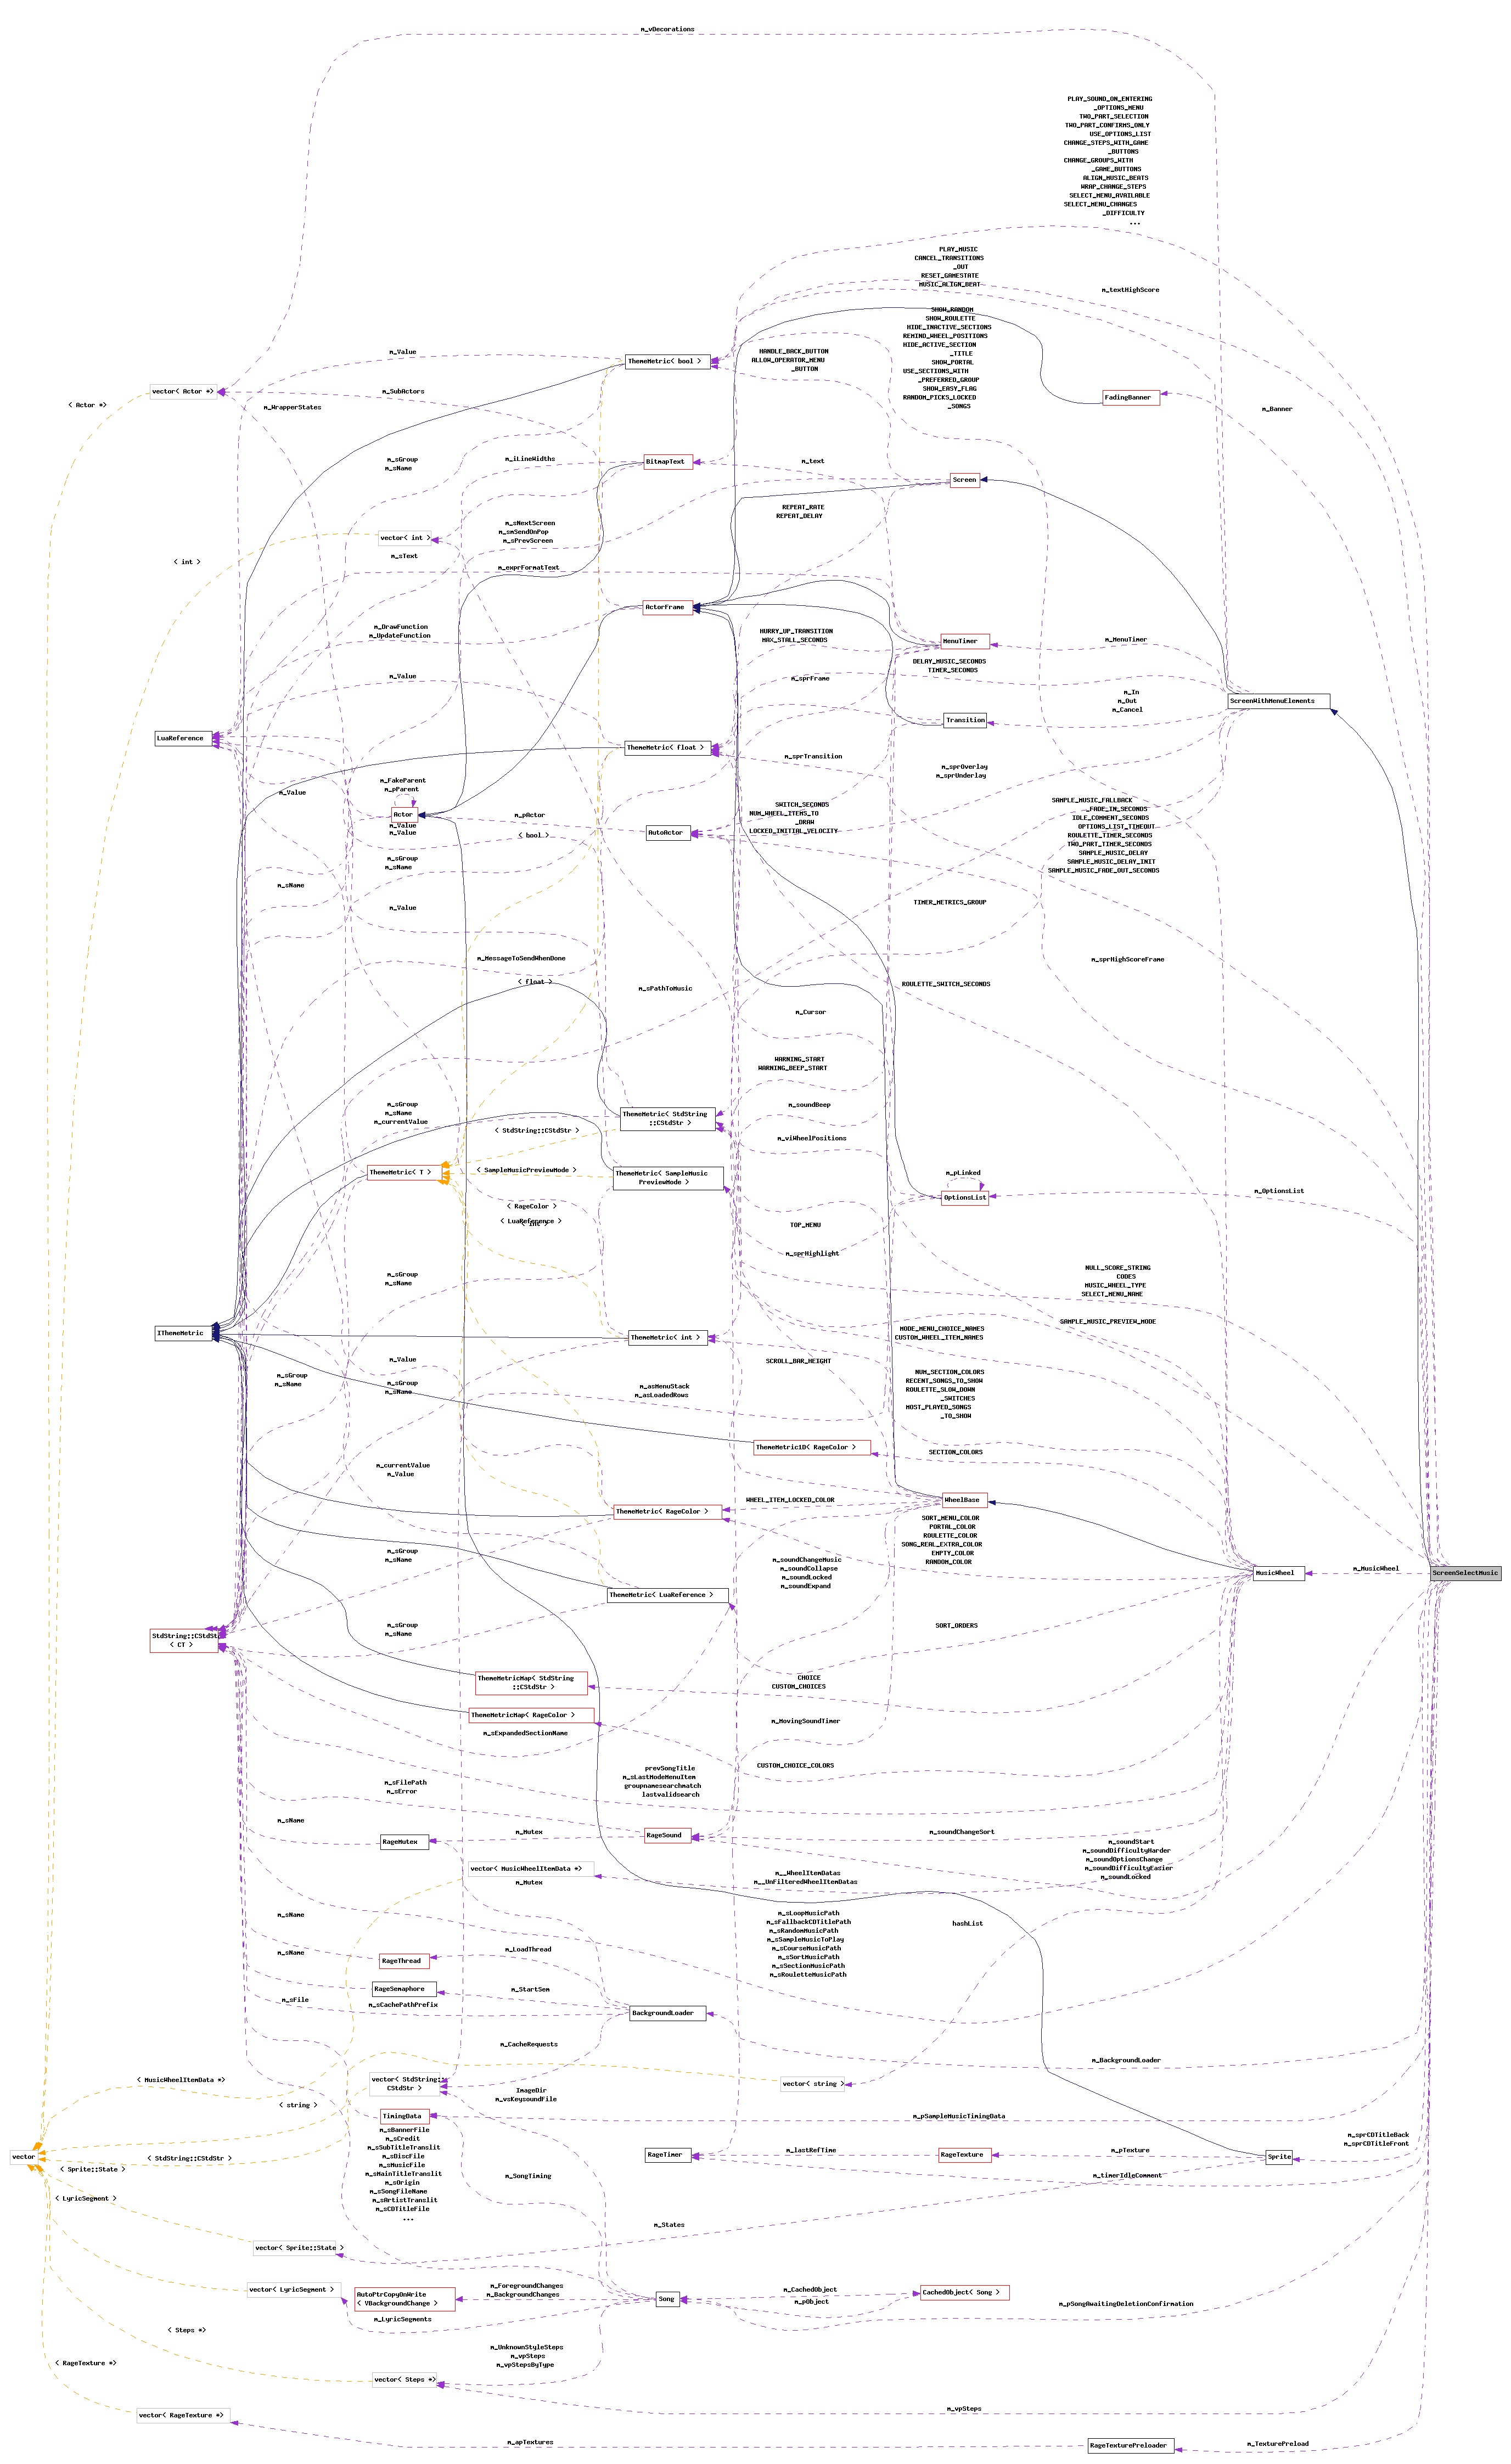 m_vDecorations
PLAY_SOUND_ON_ENTERING
_OPTIONS_MENU
TWO_PART_SELECTION
TWO_PART_CONFIRMS_ONLY
USE_OPTIONS_LIST
CHANGE_STEPS_WITH_GAME
_BUTTONS
CHANGE_GROUPS_WITH
_GAME_BUTTONS
ALIGN_MUSIC_BEATS
WRAP_CHANGE_STEPS
SELECT_MENU_AVAILABLE
SELECT_MENU_CHANGES
_DIFFICULTY
...
PLAY_MUSIC
CANCEL_TRANSITIONS
_OUT
RESET_GAMESTATE
MUSIC_ALIGN_BEAT
m_textHighScore
SHOW_RANDOM
SHOW_ROULETTE
HIDE_INACTIVE_SECTIONS
REMIND_WHEEL_POSITIONS
HIDE_ACTIVE_SECTION
_TITLE
SHOW_PORTAL
USE_SECTIONS_WITH
_PREFERRED_GROUP
SHOW_EASY_FLAG
RANDOM_PICKS_LOCKED
_SONGS
HANDLE_BACK_BUTTON
ALLOW_OPERATOR_MENU
_BUTTON
m_Value
ThemeMetric< bool >
vector< Actor *>
m_SubActors
< Actor *>
m_WrapperStates
FadingBanner
m_Banner
m_sGroup
m_sName
m_iLineWidths
BitmapText
m_text
Screen
REPEAT_RATE
REPEAT_DELAY
m_sNextScreen
m_smSendOnPop
m_sPrevScreen
vector< int >
< int >
m_sText
m_exprFormatText
ActorFrame
m_DrawFunction
m_UpdateFunction
HURRY_UP_TRANSITION
MAX_STALL_SECONDS
MenuTimer
m_MenuTimer
DELAY_MUSIC_SECONDS
TIMER_SECONDS
m_Value
m_sprFrame
m_In
m_Out
m_Cancel
ScreenWithMenuElements
Transition
LuaReference
ThemeMetric< float >
m_sprTransition
m_sprOverlay
m_sprUnderlay
m_FakeParent
m_pParent
m_Value
Actor
m_pActor
m_Value
m_Value
< bool >
AutoActor
SWITCH_SECONDS
NUM_WHEEL_ITEMS_TO
_DRAW
LOCKED_INITIAL_VELOCITY
SAMPLE_MUSIC_FALLBACK
_FADE_IN_SECONDS
IDLE_COMMENT_SECONDS
OPTIONS_LIST_TIMEOUT
ROULETTE_TIMER_SECONDS
TWO_PART_TIMER_SECONDS
SAMPLE_MUSIC_DELAY
SAMPLE_MUSIC_DELAY_INIT
SAMPLE_MUSIC_FADE_OUT_SECONDS
m_sGroup
m_sName
m_sName
m_Value
TIMER_METRICS_GROUP
m_MessageToSendWhenDone
m_sprHighScoreFrame
< float >
m_sPathToMusic
ROULETTE_SWITCH_SECONDS
m_Cursor
WARNING_START
WARNING_BEEP_START
m_sGroup
m_sName
m_currentValue
ThemeMetric< StdString
::CStdStr >
m_soundBeep
< StdString::CStdStr >
m_viWheelPositions
ThemeMetric< T >
< SampleMusicPreviewMode >
ThemeMetric< SampleMusic
PreviewMode >
m_pLinked
OptionsList
m_OptionsList
< RageColor >
< LuaReference >
TOP_MENU
m_sprHighlight
m_sGroup
m_sName
NULL_SCORE_STRING
CODES
MUSIC_WHEEL_TYPE
SELECT_MENU_NAME
IThemeMetric
ThemeMetric< int >
MODE_MENU_CHOICE_NAMES
CUSTOM_WHEEL_ITEM_NAMES
SAMPLE_MUSIC_PREVIEW_MODE
m_Value
SCROLL_BAR_HEIGHT
m_sGroup
m_sName
m_sGroup
m_sName
m_asMenuStack
m_asLoadedRows
NUM_SECTION_COLORS
RECENT_SONGS_TO_SHOW
ROULETTE_SLOW_DOWN
_SWITCHES
MOST_PLAYED_SONGS
_TO_SHOW
ThemeMetric1D< RageColor >
SECTION_COLORS
m_currentValue
m_Value
WHEEL_ITEM_LOCKED_COLOR
WheelBase
ThemeMetric< RageColor >
SORT_MENU_COLOR
PORTAL_COLOR
ROULETTE_COLOR
SONG_REAL_EXTRA_COLOR
EMPTY_COLOR
RANDOM_COLOR
m_sGroup
m_sName
m_soundChangeMusic
m_soundCollapse
m_soundLocked
m_soundExpand
MusicWheel
m_MusicWheel
ScreenSelectMusic
ThemeMetric< LuaReference >
m_sGroup
m_sName
SORT_ORDERS
StdString::CStdStr
< CT >
ThemeMetricMap< StdString
::CStdStr >
CHOICE
CUSTOM_CHOICES
ThemeMetricMap< RageColor >
m_MovingSoundTimer
m_sExpandedSectionName
CUSTOM_CHOICE_COLORS
prevSongTitle
m_sLastModeMenuItem
groupnamesearchmatch
lastvalidsearch
m_sFilePath
m_sError
m_sName
RageMutex
m_Mutex
RageSound
m_soundChangeSort
m_soundStart
m_soundDifficultyHarder
m_soundOptionsChange
m_soundDifficultyEasier
m_soundLocked
vector< MusicWheelItemData *>
m__WheelItemDatas
m__UnFilteredWheelItemDatas
m_Mutex
m_sLoopMusicPath
m_sFallbackCDTitlePath
m_sRandomMusicPath
m_sSampleMusicToPlay
m_sCourseMusicPath
m_sSortMusicPath
m_sSectionMusicPath
m_sRouletteMusicPath
hashList
m_sName
RageThread
m_LoadThread
m_sName
RageSemaphore
m_StartSem
m_sFile
m_sCachePathPrefix
BackgroundLoader
m_CacheRequests
m_BackgroundLoader
< MusicWheelItemData *>
vector< StdString::
CStdStr >
vector< string >
ImageDir
m_vsKeysoundFile
< string >
TimingData
m_pSampleMusicTimingData
m_sBannerFile
m_sCredit
m_sSubTitleTranslit
m_sDiscFile
m_sMusicFile
m_sMainTitleTranslit
m_sOrigin
m_sSongFileName
m_sArtistTranslit
m_sCDTitleFile
...
vector
< StdString::CStdStr >
< Sprite::State >
RageTimer
m_lastRefTime
RageTexture
m_pTexture
Sprite
m_sprCDTitleBack
m_sprCDTitleFront
m_SongTiming
m_timerIdleComment
< LyricSegment >
m_States
vector< Sprite::State >
vector< LyricSegment >
AutoPtrCopyOnWrite
< VBackgroundChange >
m_ForegroundChanges
m_BackgroundChanges
m_LyricSegments
Song
m_CachedObject
m_pObject
CachedObject< Song >
m_pSongAwaitingDeletionConfirmation
< Steps *>
m_UnknownStyleSteps
m_vpSteps
m_vpStepsByType
< RageTexture *>
vector< Steps *>
m_vpSteps
vector< RageTexture *>
m_apTextures
RageTexturePreloader
m_TexturePreload